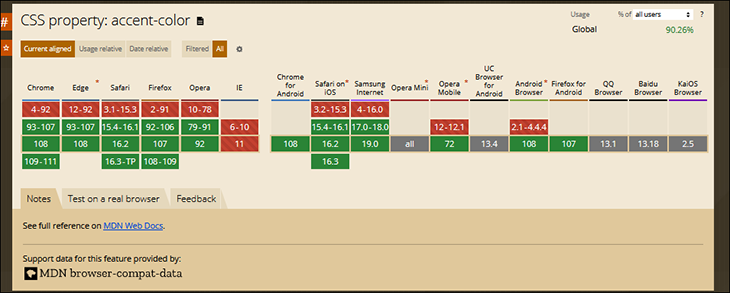 #
CSS property: accent-color
Usage % of all users ?
Global 90.26%
Current aligned Usage relative Date relative Filtered All
Chrome Edge * Safari Firefox Opera IE Chrome for Android Safari on iOS * Samsung Internet Opera Mini * Opera Mobile * UC Browser for Android Android Browser * Firefox for Android QQ Browser Baidu Browser KaiOS Browser
4-92 12-92 3.1-15.3 2-91 10-78 3.2-15.3 4-16.0
93-107 93-107 15.4-16.1 92-106 79-91 6-10 15.4-16.1 17.0-18.0 12-12.1 2.1-4.4.4
108 108 16.2 107 92 11 108 16.2 19.0 all 72 13.4 108 107 13.1 13.18 2.5
109-111 16.3-TP 108-109 16.3
Notes Test on a real browser Feedback
See full reference on MDN Web Docs.
Support data for this feature provided by:
MDN browser-compat-data